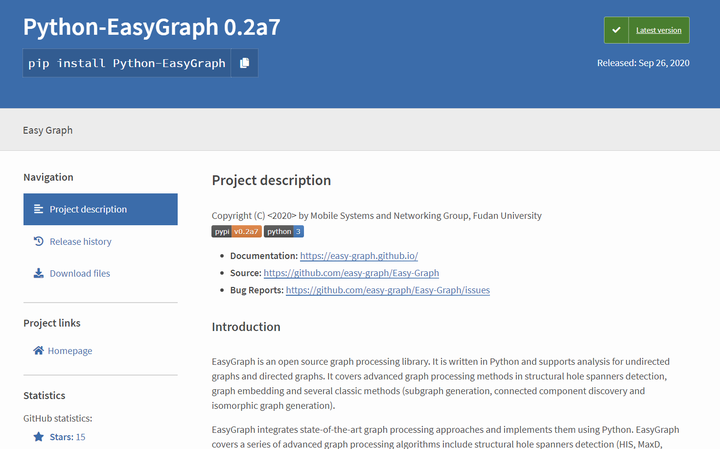 Python-EasyGraph 0.2a7
pip install Python-EasyGraph
Latest version
Released: Sep 26, 2020
Easy Graph
Navigation
Project description
Release history
Download files
Project links
Homepage
Statistics
GitHub statistics:
Stars: 15
Project description
Copyright (C) <2020> by Mobile Systems and Networking Group, Fudan University
pypi v0.2a7 python 3
Documentation: https://easy-graph.github.io/
Source: https://github.com/easy-graph/Easy-Graph
Bug Reports: https://github.com/easy-graph/Easy-Graph/issues
Introduction
EasyGraph is an open source graph processing library. It is written in Python and supports analysis for undirected
graphs and directed graphs. It covers advanced graph processing methods in structural hole spanners detection,
graph embedding and several classic methods (subgraph generation, connected component discovery and
isomorphic graph generation).
EasyGraph integrates state-of-the-art graph processing approaches and implements them using Python. EasyGraph
covers a series of advanced graph processing algorithms include structural hole spanners detection (HIS, MaxD,